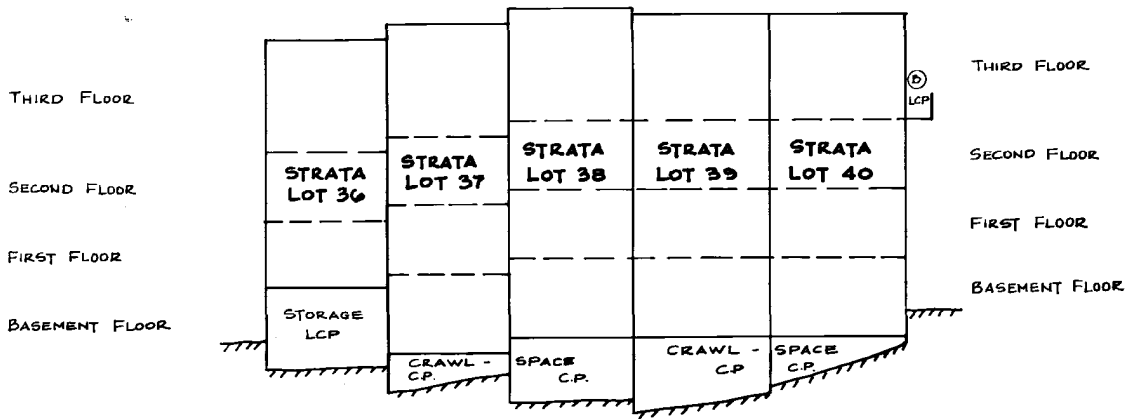 THIRD FLOOR
SECOND FLOOR
FIRST FLOOR
BASEMENT FLOOR
STRATA
LOT 36
STORAGE
LCP
STRATA
LOT 37
CRAWL - SPACE
C.P. C.P.
STRATA
LOT 38
STRATA
LOT 39
STRATA
LOT 40
CRAWL - SPACE
C.P C.P.
B
LCP
THIRD FLOOR
SECOND FLOOR
FIRST FLOOR
BASEMENT FLOOR